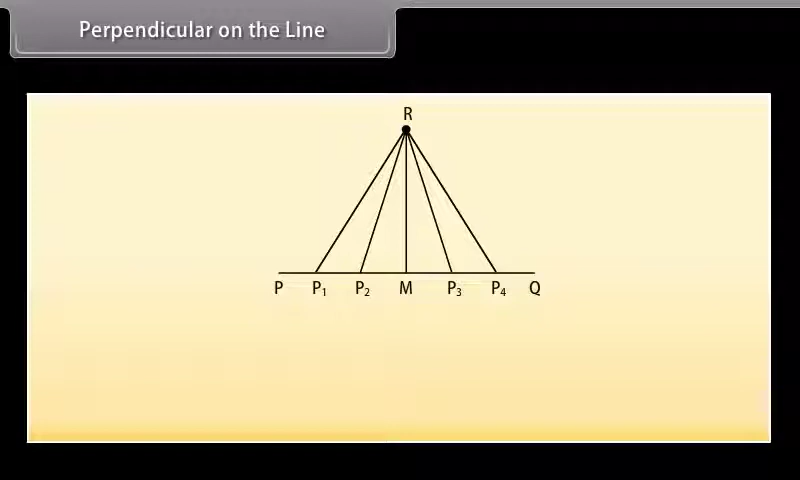 Perpendicular on the Line
R
P P₁ P₂ M P₃ P₄ Q